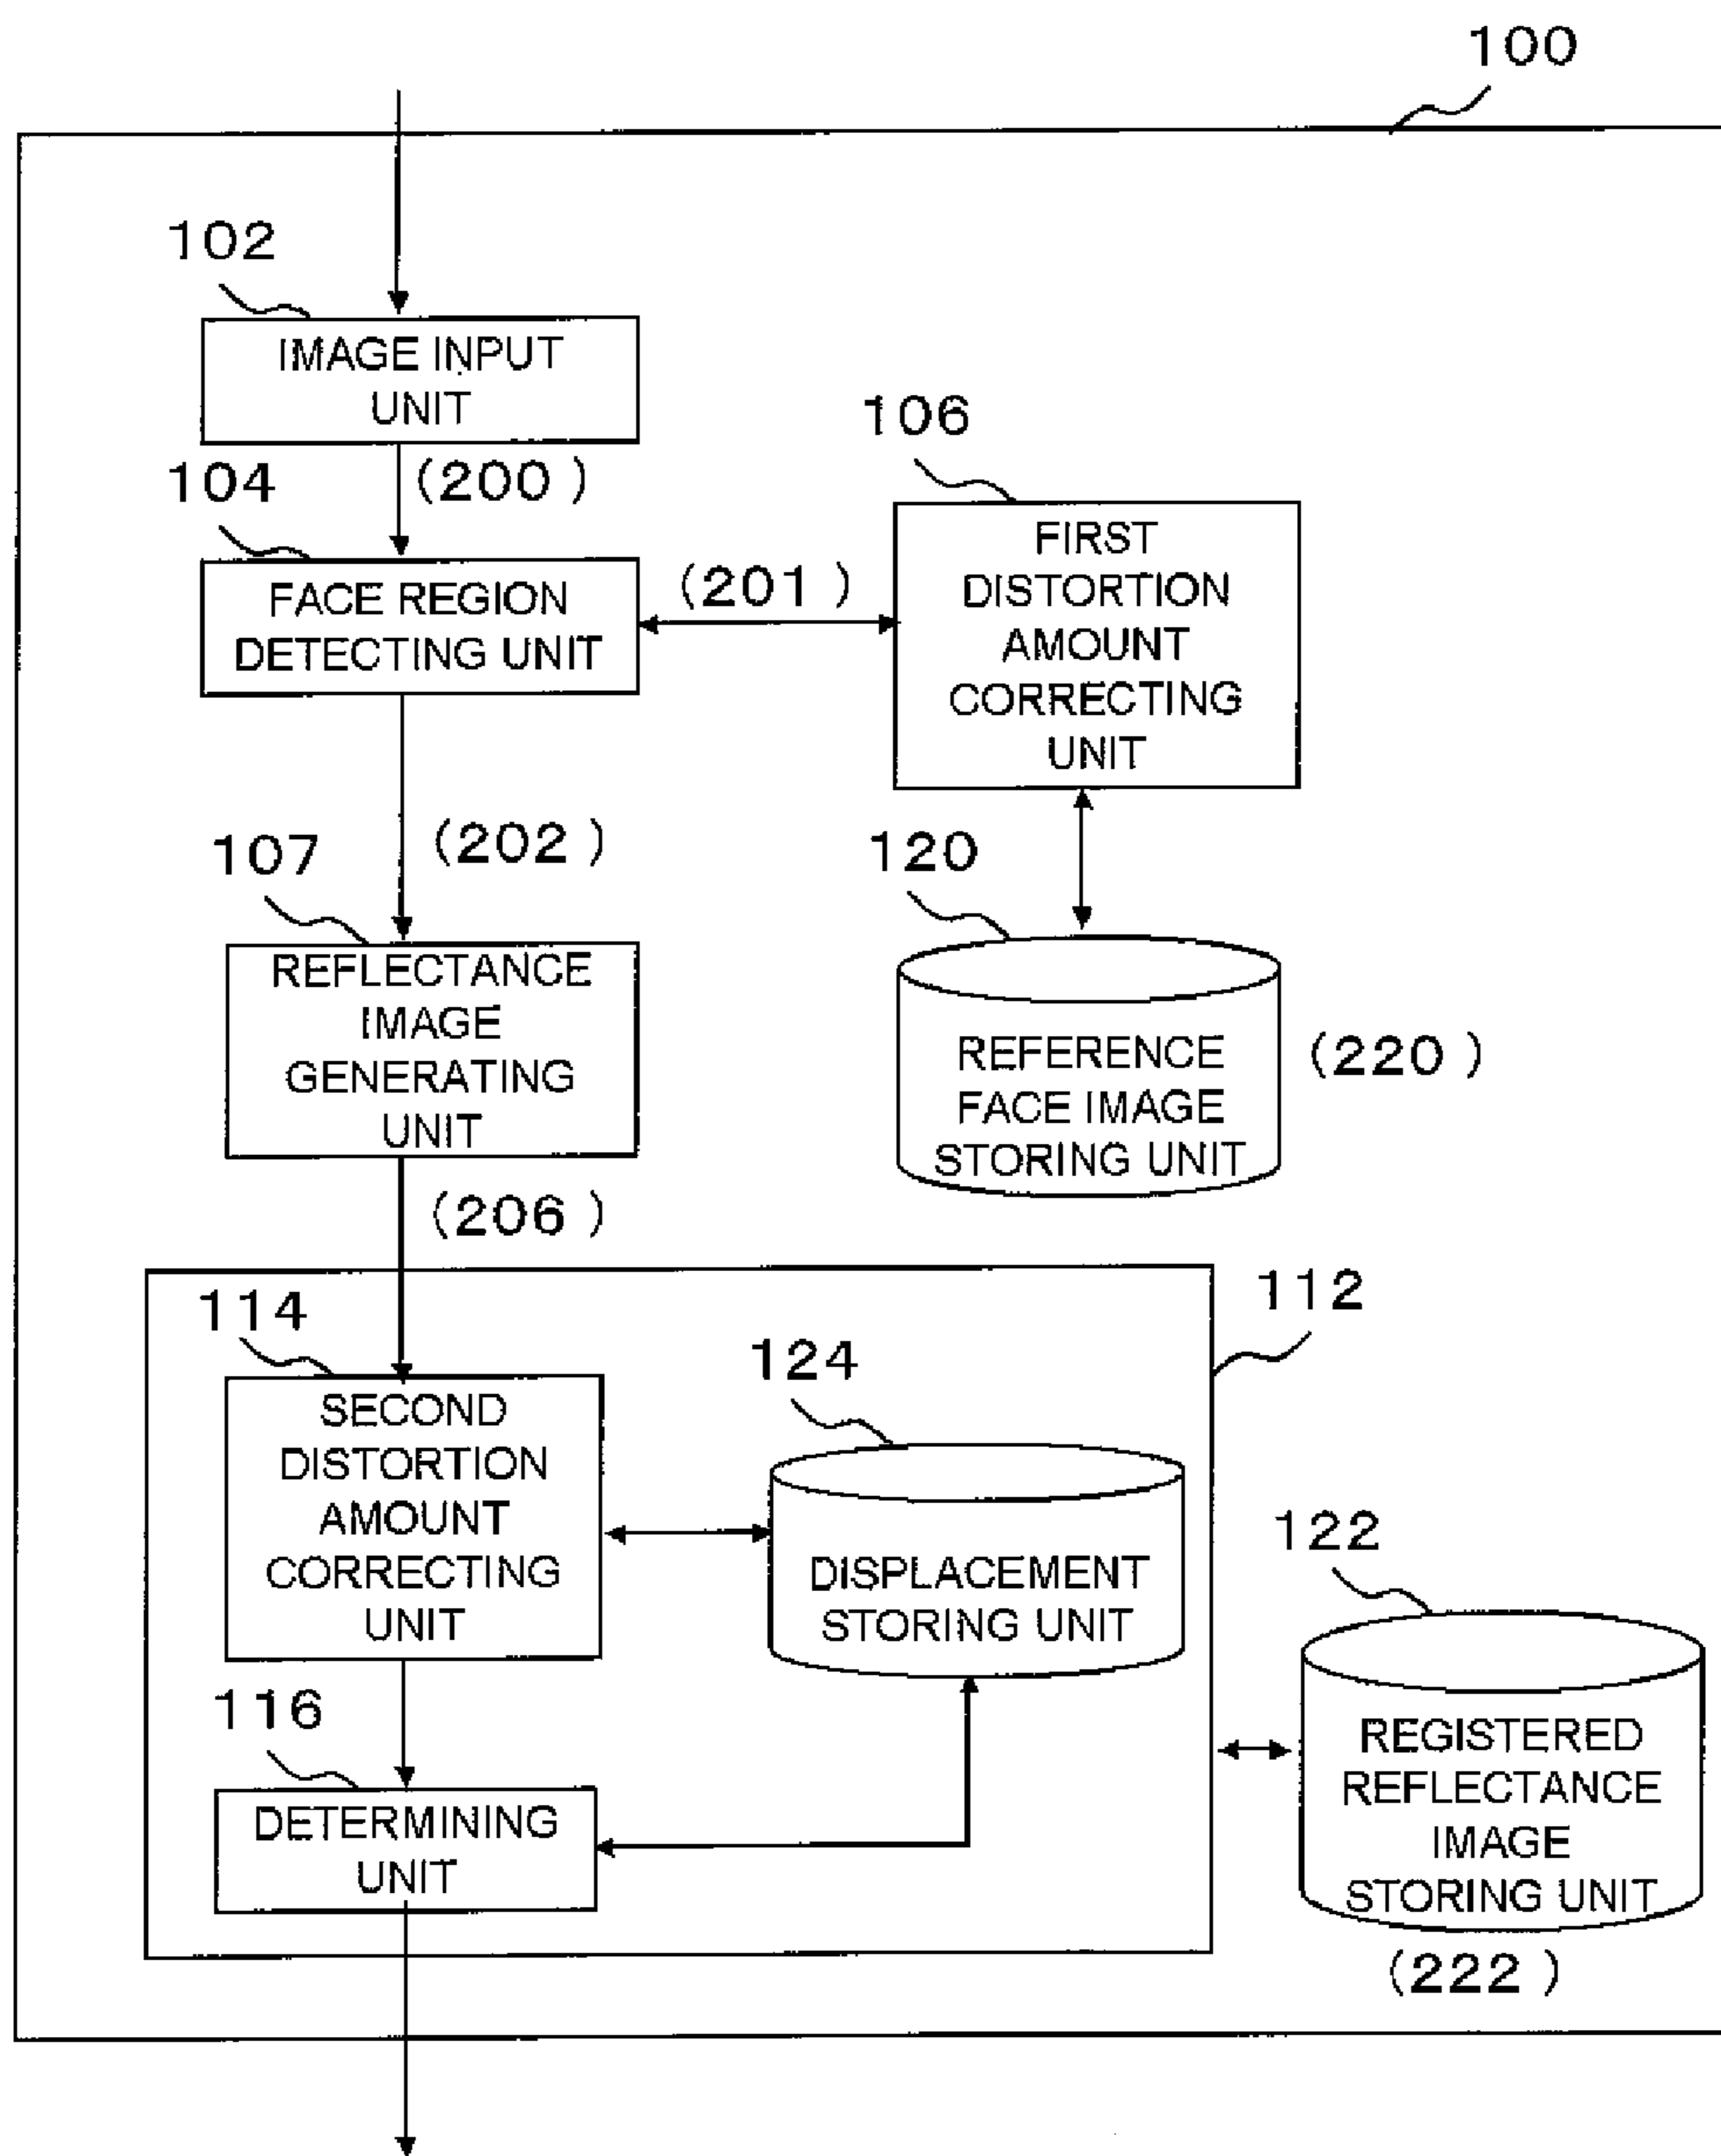 100
102
IMAGE INPUT
UNIT
(200)
104
FACE REGION
DETECTING UNIT
(201)
106
FIRST
DISTORTION
AMOUNT
CORRECTING
UNIT
(202)
107
REFLECTANCE
IMAGE
GENERATING
UNIT
120
REFERENCE
FACE IMAGE
STORING UNIT
(220)
(206)
112
114
SECOND
DISTORTION
AMOUNT
CORRECTING
UNIT
124
DISPLACEMENT
STORING UNIT
116
DETERMINING
UNIT
122
REGISTERED
REFLECTANCE
IMAGE
STORING UNIT
(222)